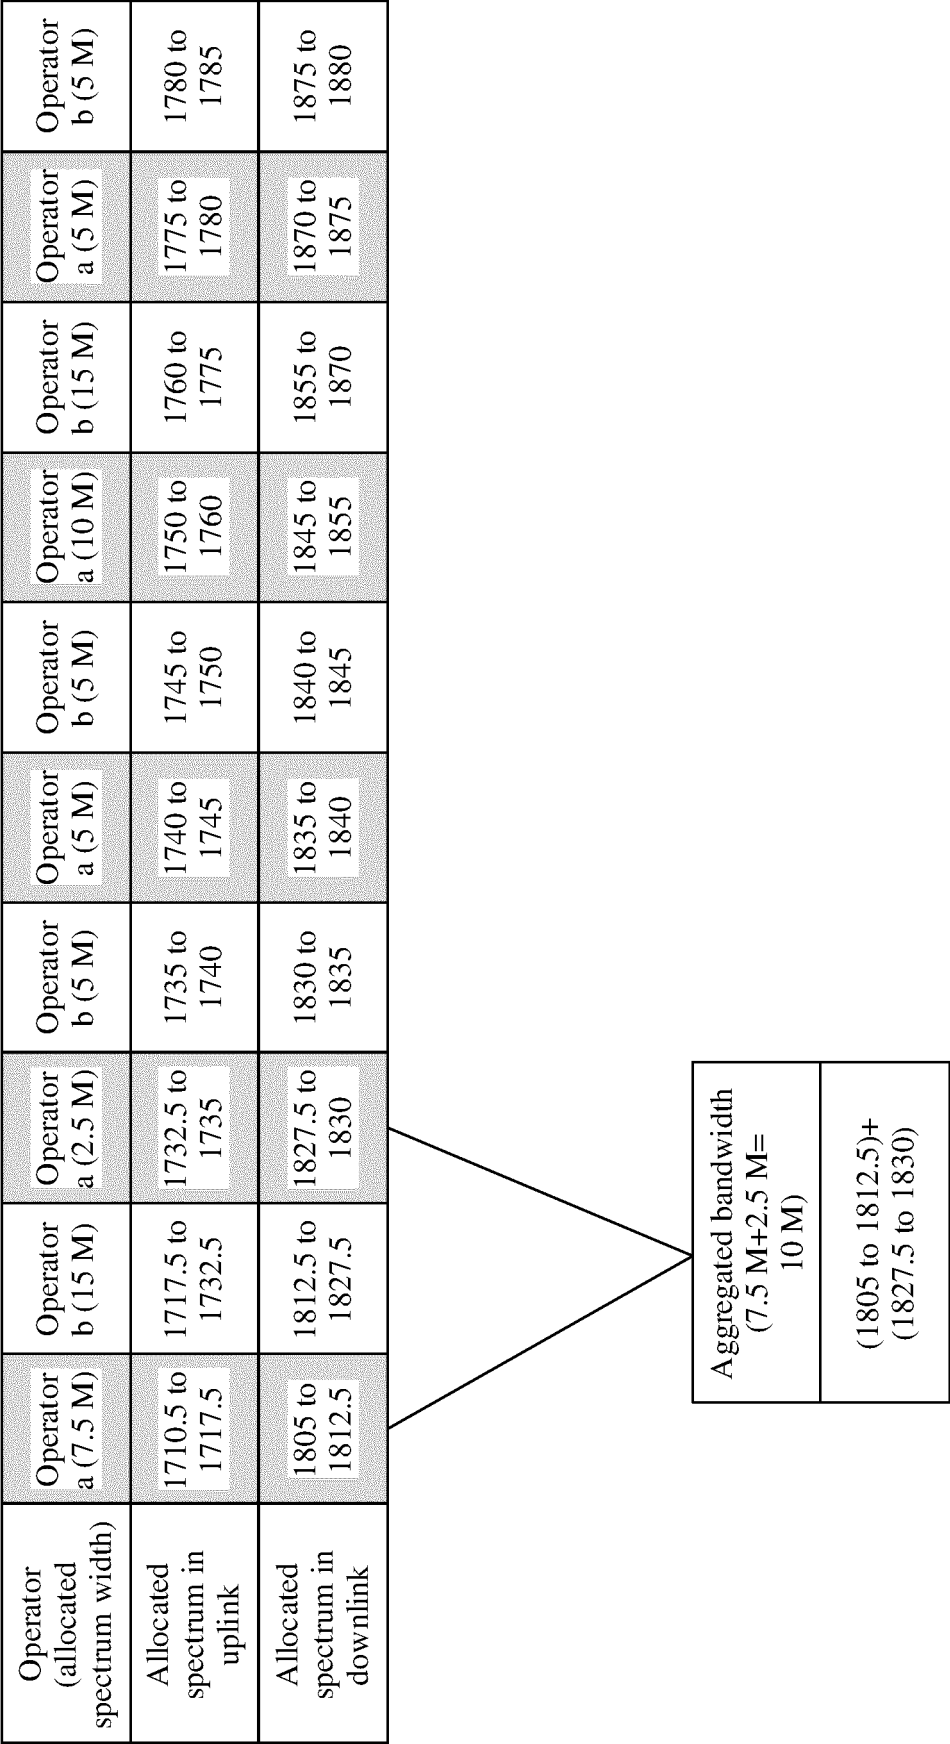 Operator
(allocated
spectrum width)
Operator
a (7.5 M)
Operator
b (15 M)
Operator
a (2.5 M)
Operator
b (5 M)
Operator
a (5 M)
Operator
b (5 M)
Operator
a (10 M)
Operator
b (15 M)
Operator
a (5 M)
Operator
b (5 M)
Allocated
spectrum in
uplink
1710.5 to
1717.5
1717.5 to
1732.5
1732.5 to
1735
1735 to
1740
1740 to
1745
1745 to
1750
1750 to
1760
1760 to
1775
1775 to
1780
1780 to
1785
Allocated
spectrum in
downlink
1805 to
1812.5
1812.5 to
1827.5
1827.5 to
1830
1830 to
1835
1835 to
1840
1840 to
1845
1845 to
1855
1855 to
1870
1870 to
1875
1875 to
1880
Aggregated bandwidth
(7.5 M+2.5 M=
10 M)
(1805 to 1812.5)+
(1827.5 to 1830)